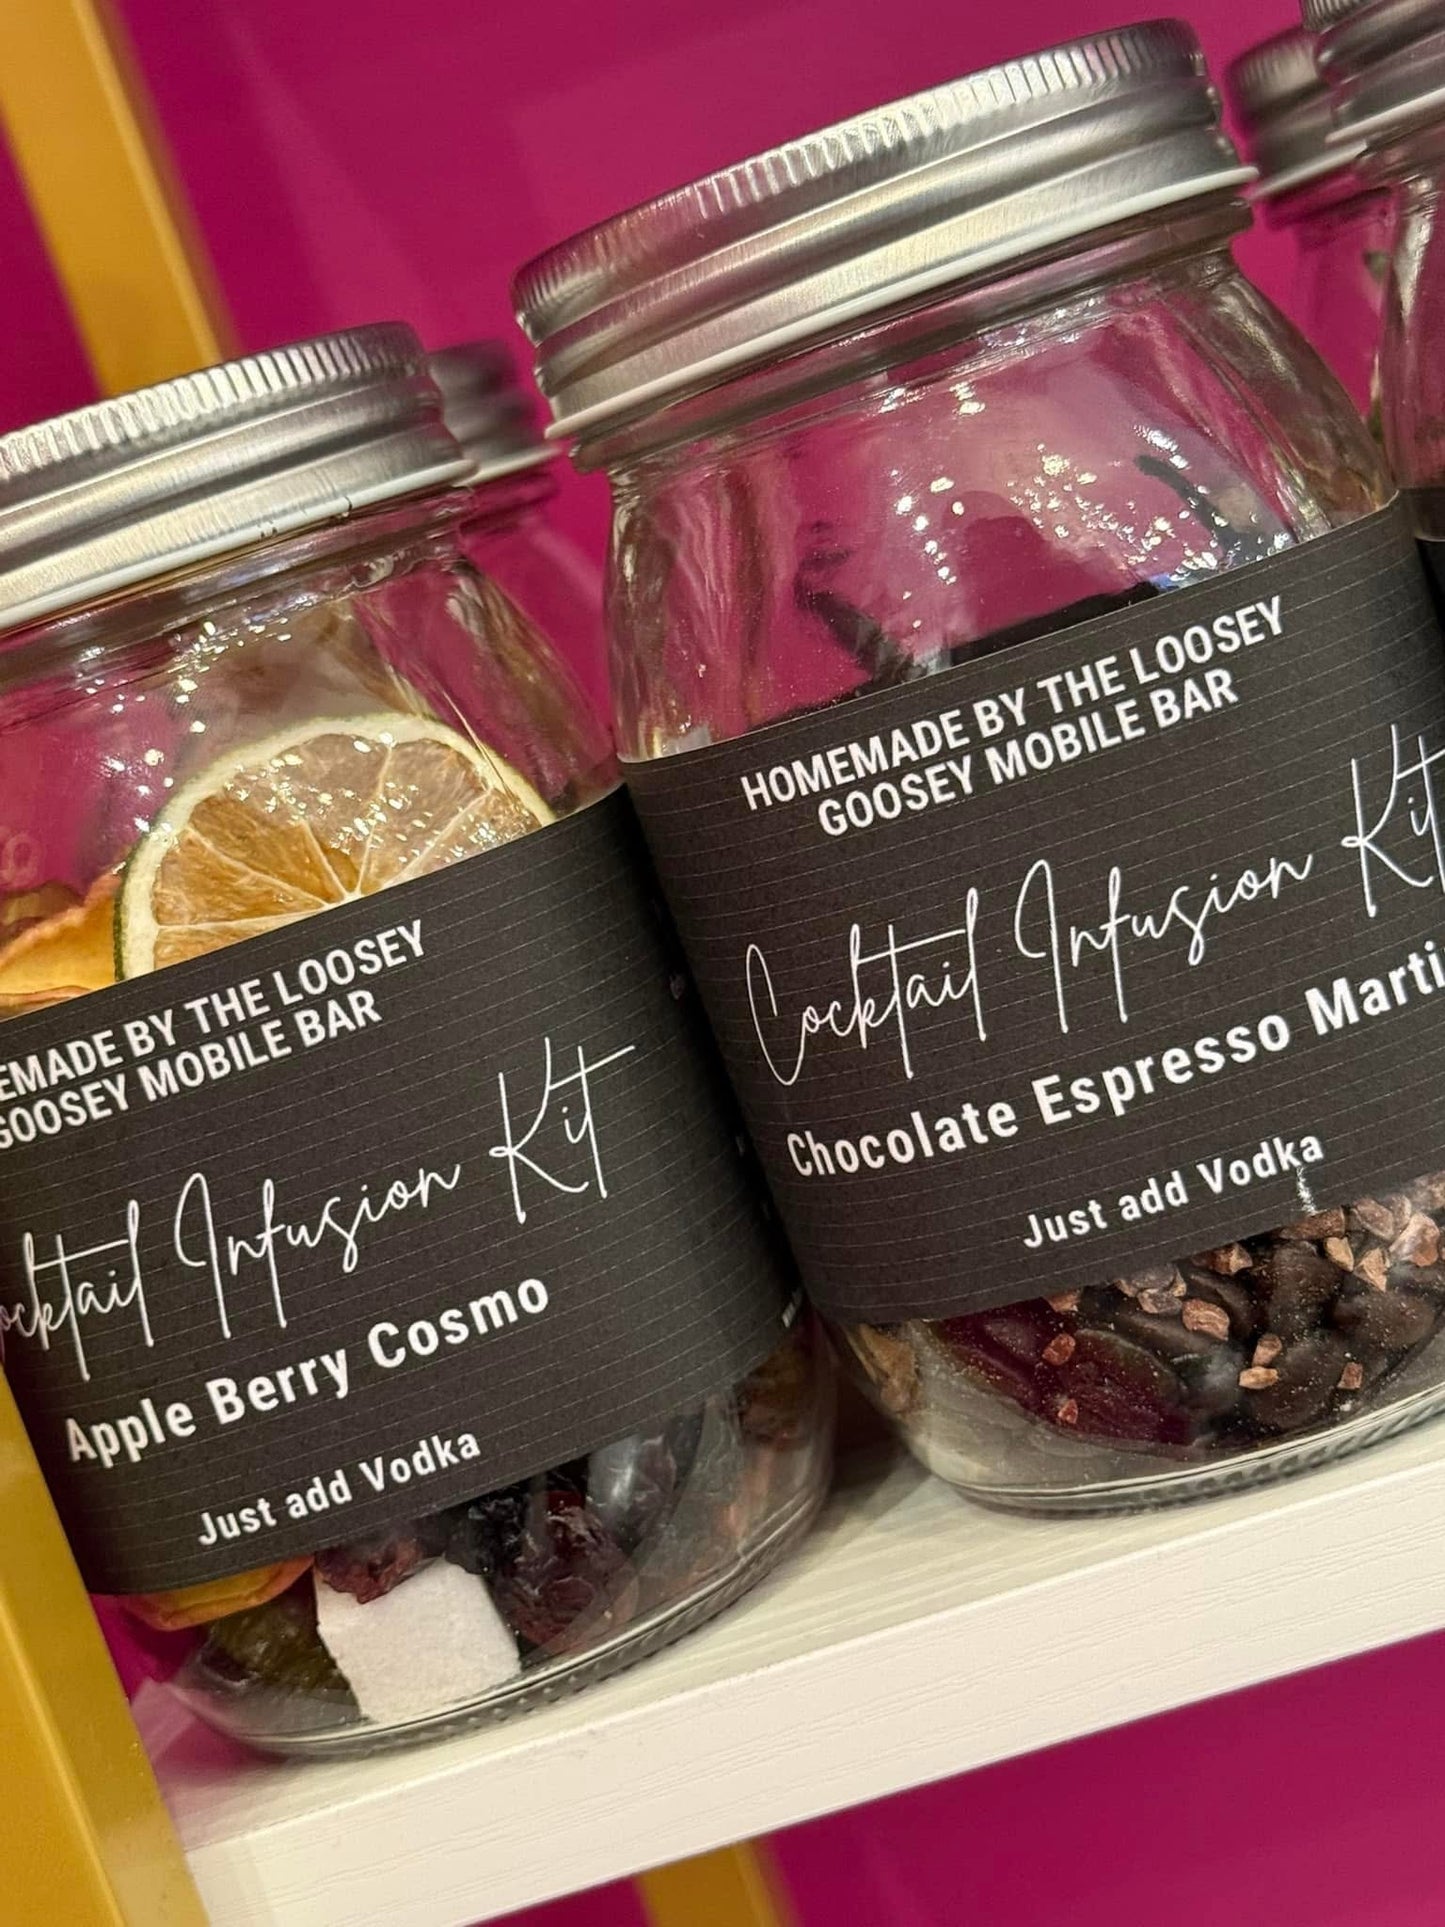 EMADE BY THE LOOSEY
GOOSEY MOBILE BAR
ocktail Infusion Kit
Apple Berry Cosmo
Just add Vodka
HOMEMADE BY THE LOOSEY
GOOSEY MOBILE BAR
Cocktail Infusion Kit
Chocolate Espresso Marti
Just add Vodka